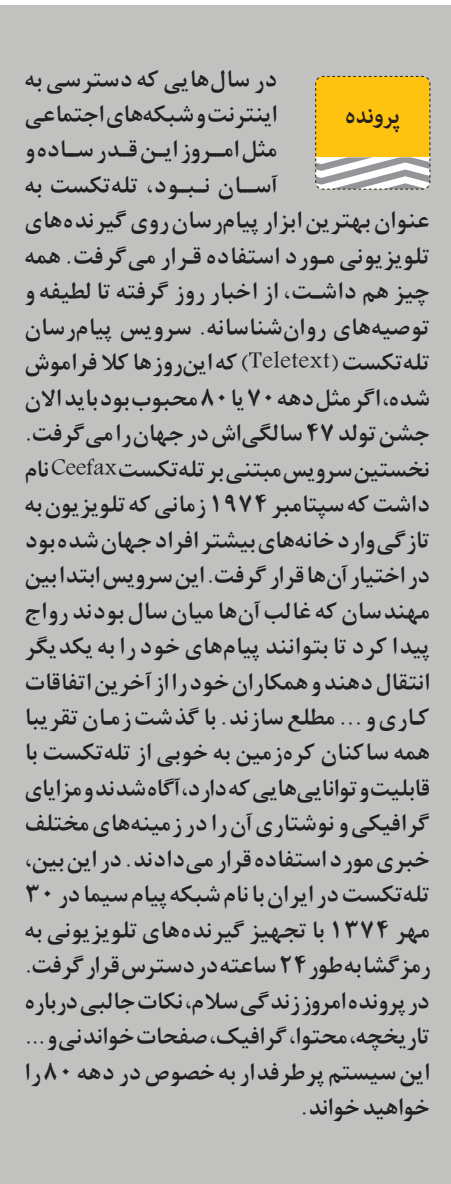 پرونده
در سال‌هایی که دسترسی به
اینترنت و شبکه‌های اجتماعی
مثل امــروز ایـن قــدر ســاده و
آســان نـبــود، تله‌تکست به
عنوان بهترین ابزار پیام‌رسان روی گیرنده‌های
تلویزیونی مـورد استفاده قـرار می‌گرفت. همه
چیز هم داشـت، از اخبار روز گرفته تا لطیفه و
توصیه‌های روان‌شناسانه. سرویس پیام‌رسان
تله‌تکست (Teletext) که این‌روزها کلا فراموش
شده، اگر مثل دهه ۷۰ یا ۸۰ محبوب بود باید الان
جشن تولد ۴۷ سالگی‌اش در جهان را می‌گرفت.
نخستین سرویس مبتنی بر تله‌تکست Ceefax نام
داشت که سپتامبر ۱۹۷۴ زمانی که تلویزیون به
تازگی وارد خانه‌های بیشتر افراد جهان شده بود
در اختیار آن‌ها قرار گرفت. این سرویس ابتدا بین
مهندسان که غالب آن‌ها میان سال بودند رواج
پیدا کرد تا بتوانند پیام‌های خود را به یکدیگر
انتقال دهند و همکاران خود را از آخرین اتفاقات
کـاری و ... مطلع سازند. با گذشت زمـان تقریبا
همه ساکنان کره‌زمین به خوبی از تله‌تکست با
قابلیت و توانایی‌هایی که دارد، آگاه شدند و مزایای
گرافیکی و نوشتاری آن را در زمینه‌های مختلف
خبری مورد استفاده قرار می‌دادند. در این بین،
تله‌تکست در ایران با نام شبکه پیام سیما در ۳۰
مهر ۱۳۷۴ با تجهیز گیرنده‌های تلویزیونی به
رمزگشا به‌طور ۲۴ ساعته در دسترس قرار گرفت.
در پرونده امروز زندگی سلام، نکات جالبی درباره
تاریخچه، محتوا، گرافیک، صفحات خواندنی و ...
این سیستم پرطرفدار به خصوص در دهه ۸۰ را
خواهید خواند.